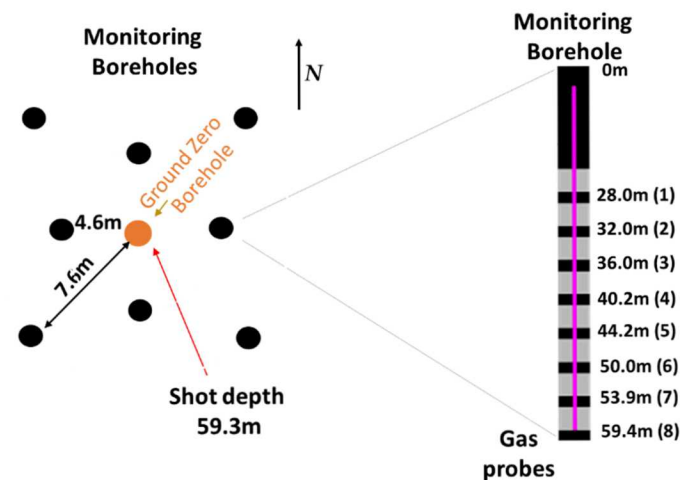 Monitoring
Boreholes
N
Ground Zero
Borehole
4.6m
7.6m
Shot depth
59.3m
Monitoring
Borehole
0m
28.0m (1)
32.0m (2)
36.0m (3)
40.2m (4)
44.2m (5)
50.0m (6)
53.9m (7)
59.4m (8)
Gas
probes